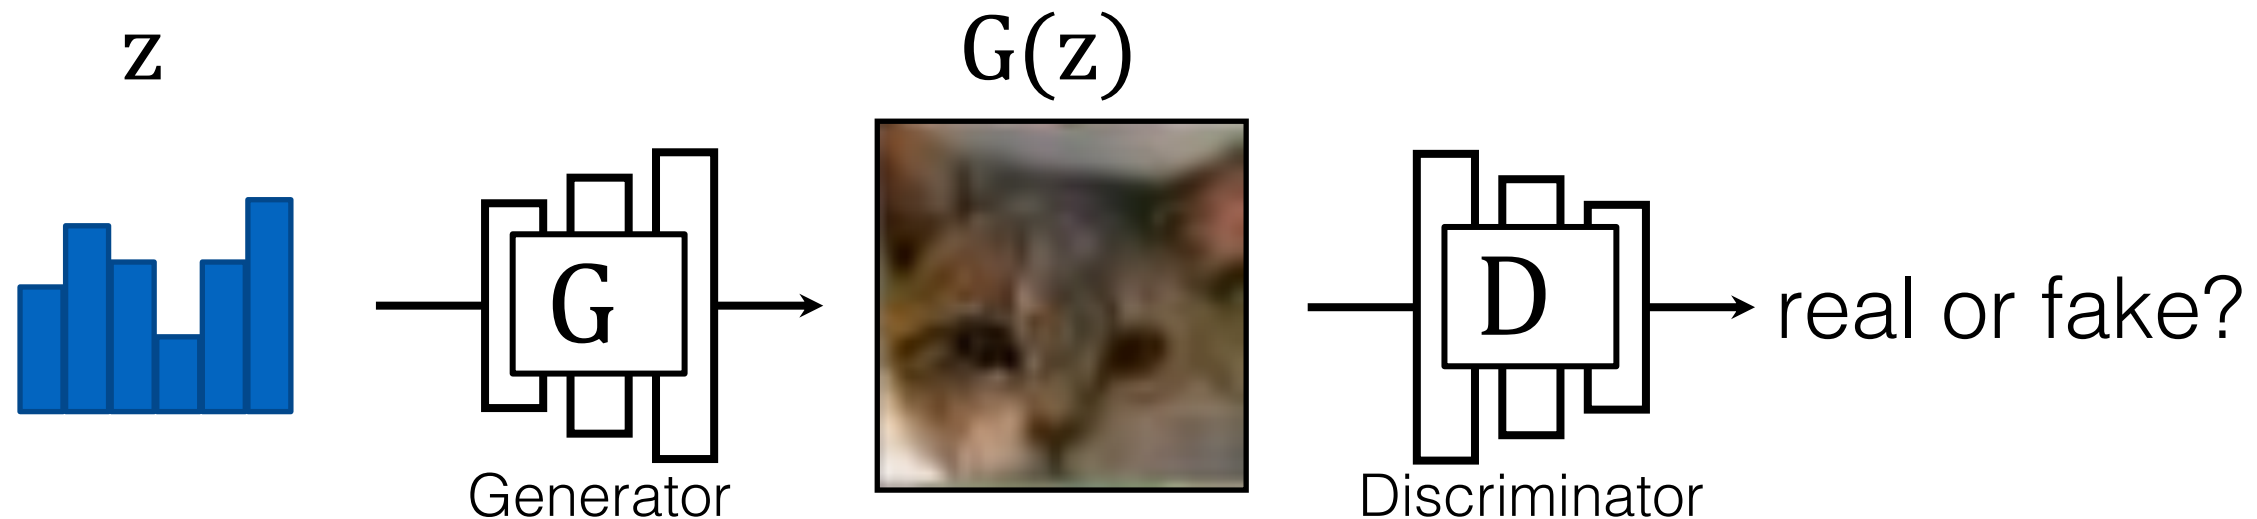 z
G(z)
G
D
real or fake?
Generator
Discriminator